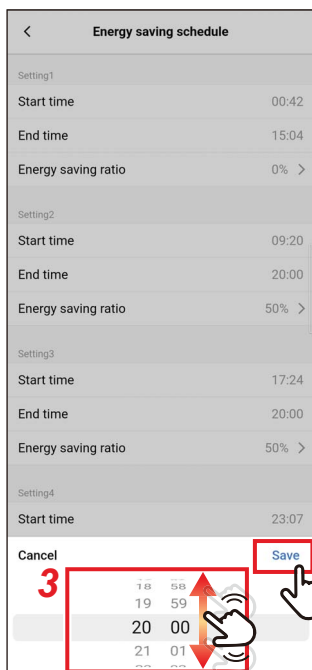 Energy saving schedule
Setting1
Start time 00:42
End time 15:04
Energy saving ratio 0%
Setting2
Start time 09:20
End time 20:00
Energy saving ratio 50%
Setting3
Start time 17:24
End time 20:00
Energy saving ratio 50%
Setting4
Start time 23:07
Cancel Save
3
18 58
19 59
20 00
21 01